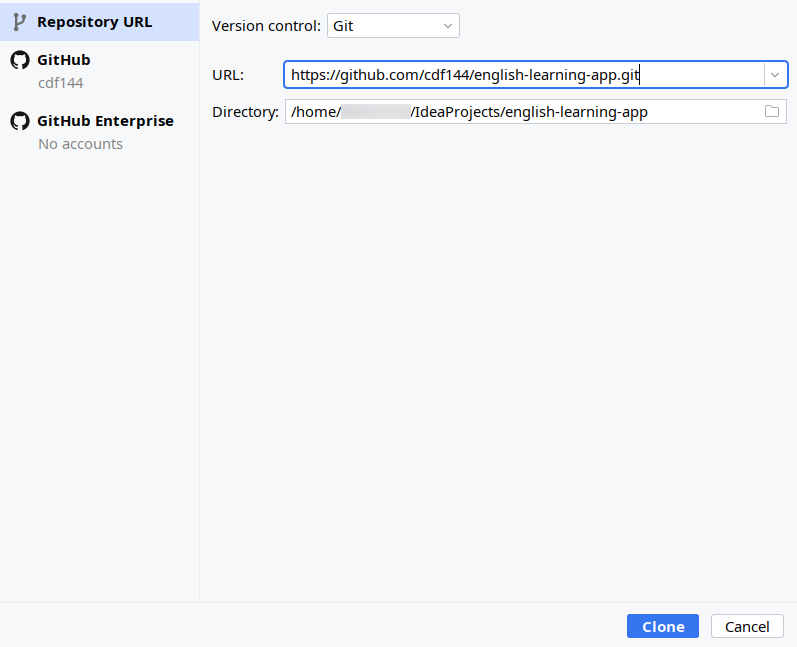 Repository URL
GitHub
cdf144
GitHub Enterprise
No accounts
Version control: Git
URL: https://github.com/cdf144/english-learning-app.git
Directory: /home/ /IdeaProjects/english-learning-app
Clone Cancel